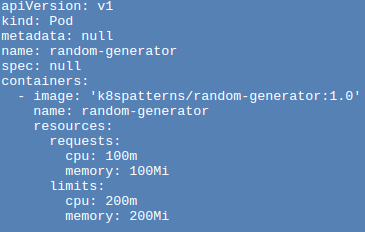 apiVersion: v1
kind: Pod
metadata: null
name: random-generator
spec: null
containers:
  - image: 'k8spatterns/random-generator:1.0'
    name: random-generator
    resources:
      requests:
        cpu: 100m
        memory: 100Mi
      limits:
        cpu: 200m
        memory: 200Mi